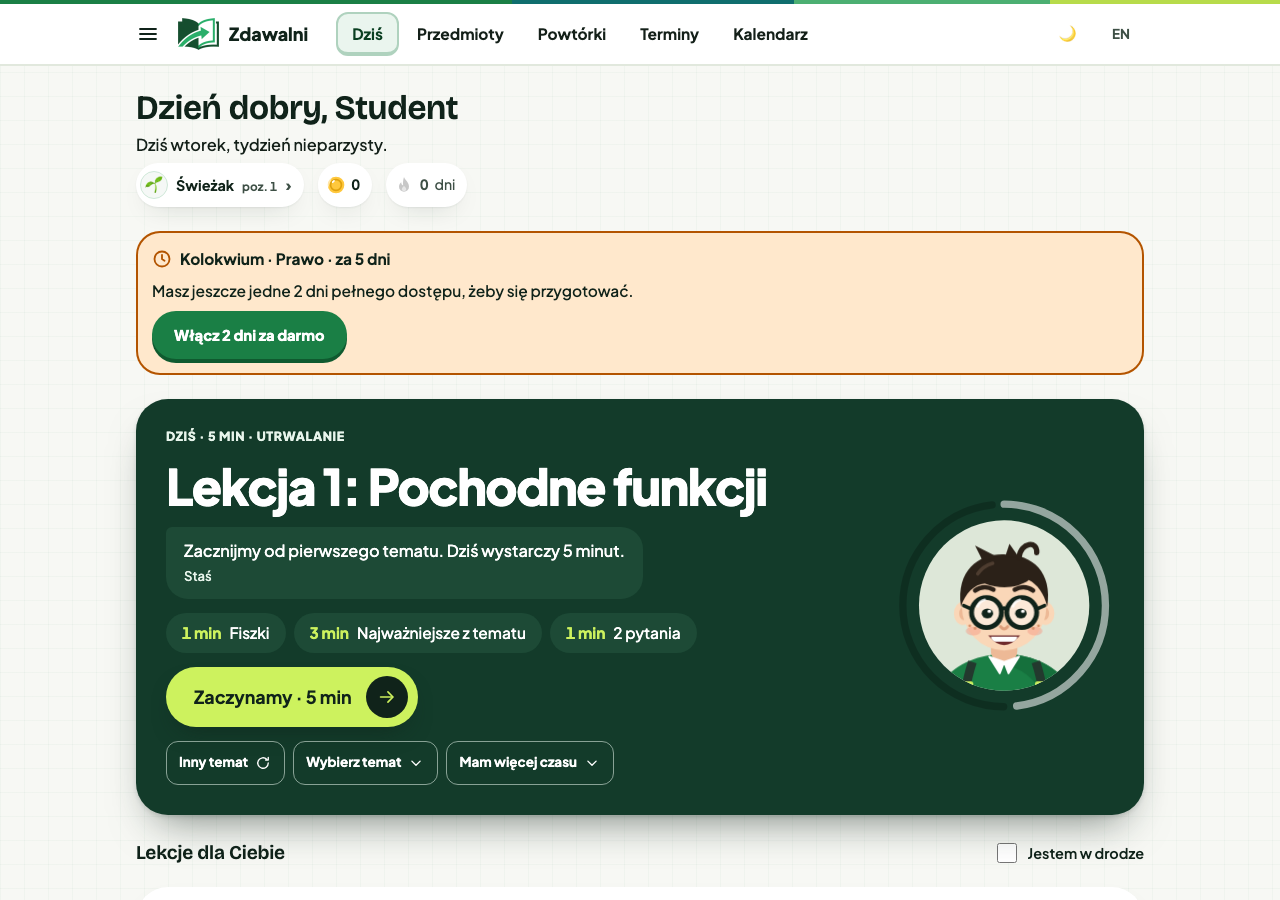 Zdawalni
Dziś
Przedmioty
Powtórki
Terminy
Kalendarz
EN
Dzień dobry, Student
Dziś wtorek, tydzień nieparzysty.
Świeżak poz. 1 ›
0
0 dni
Kolokwium · Prawo · za 5 dni
Masz jeszcze jedne 2 dni pełnego dostępu, żeby się przygotować.
Włącz 2 dni za darmo
DZIŚ · 5 MIN · UTRWALANIE
Lekcja 1: Pochodne funkcji
Zacznijmy od pierwszego tematu. Dziś wystarczy 5 minut.
Staś
1 min Fiszki
3 min Najważniejsze z tematu
1 min 2 pytania
Zaczynamy · 5 min
Inny temat
Wybierz temat
Mam więcej czasu
Lekcje dla Ciebie
Jestem w drodze